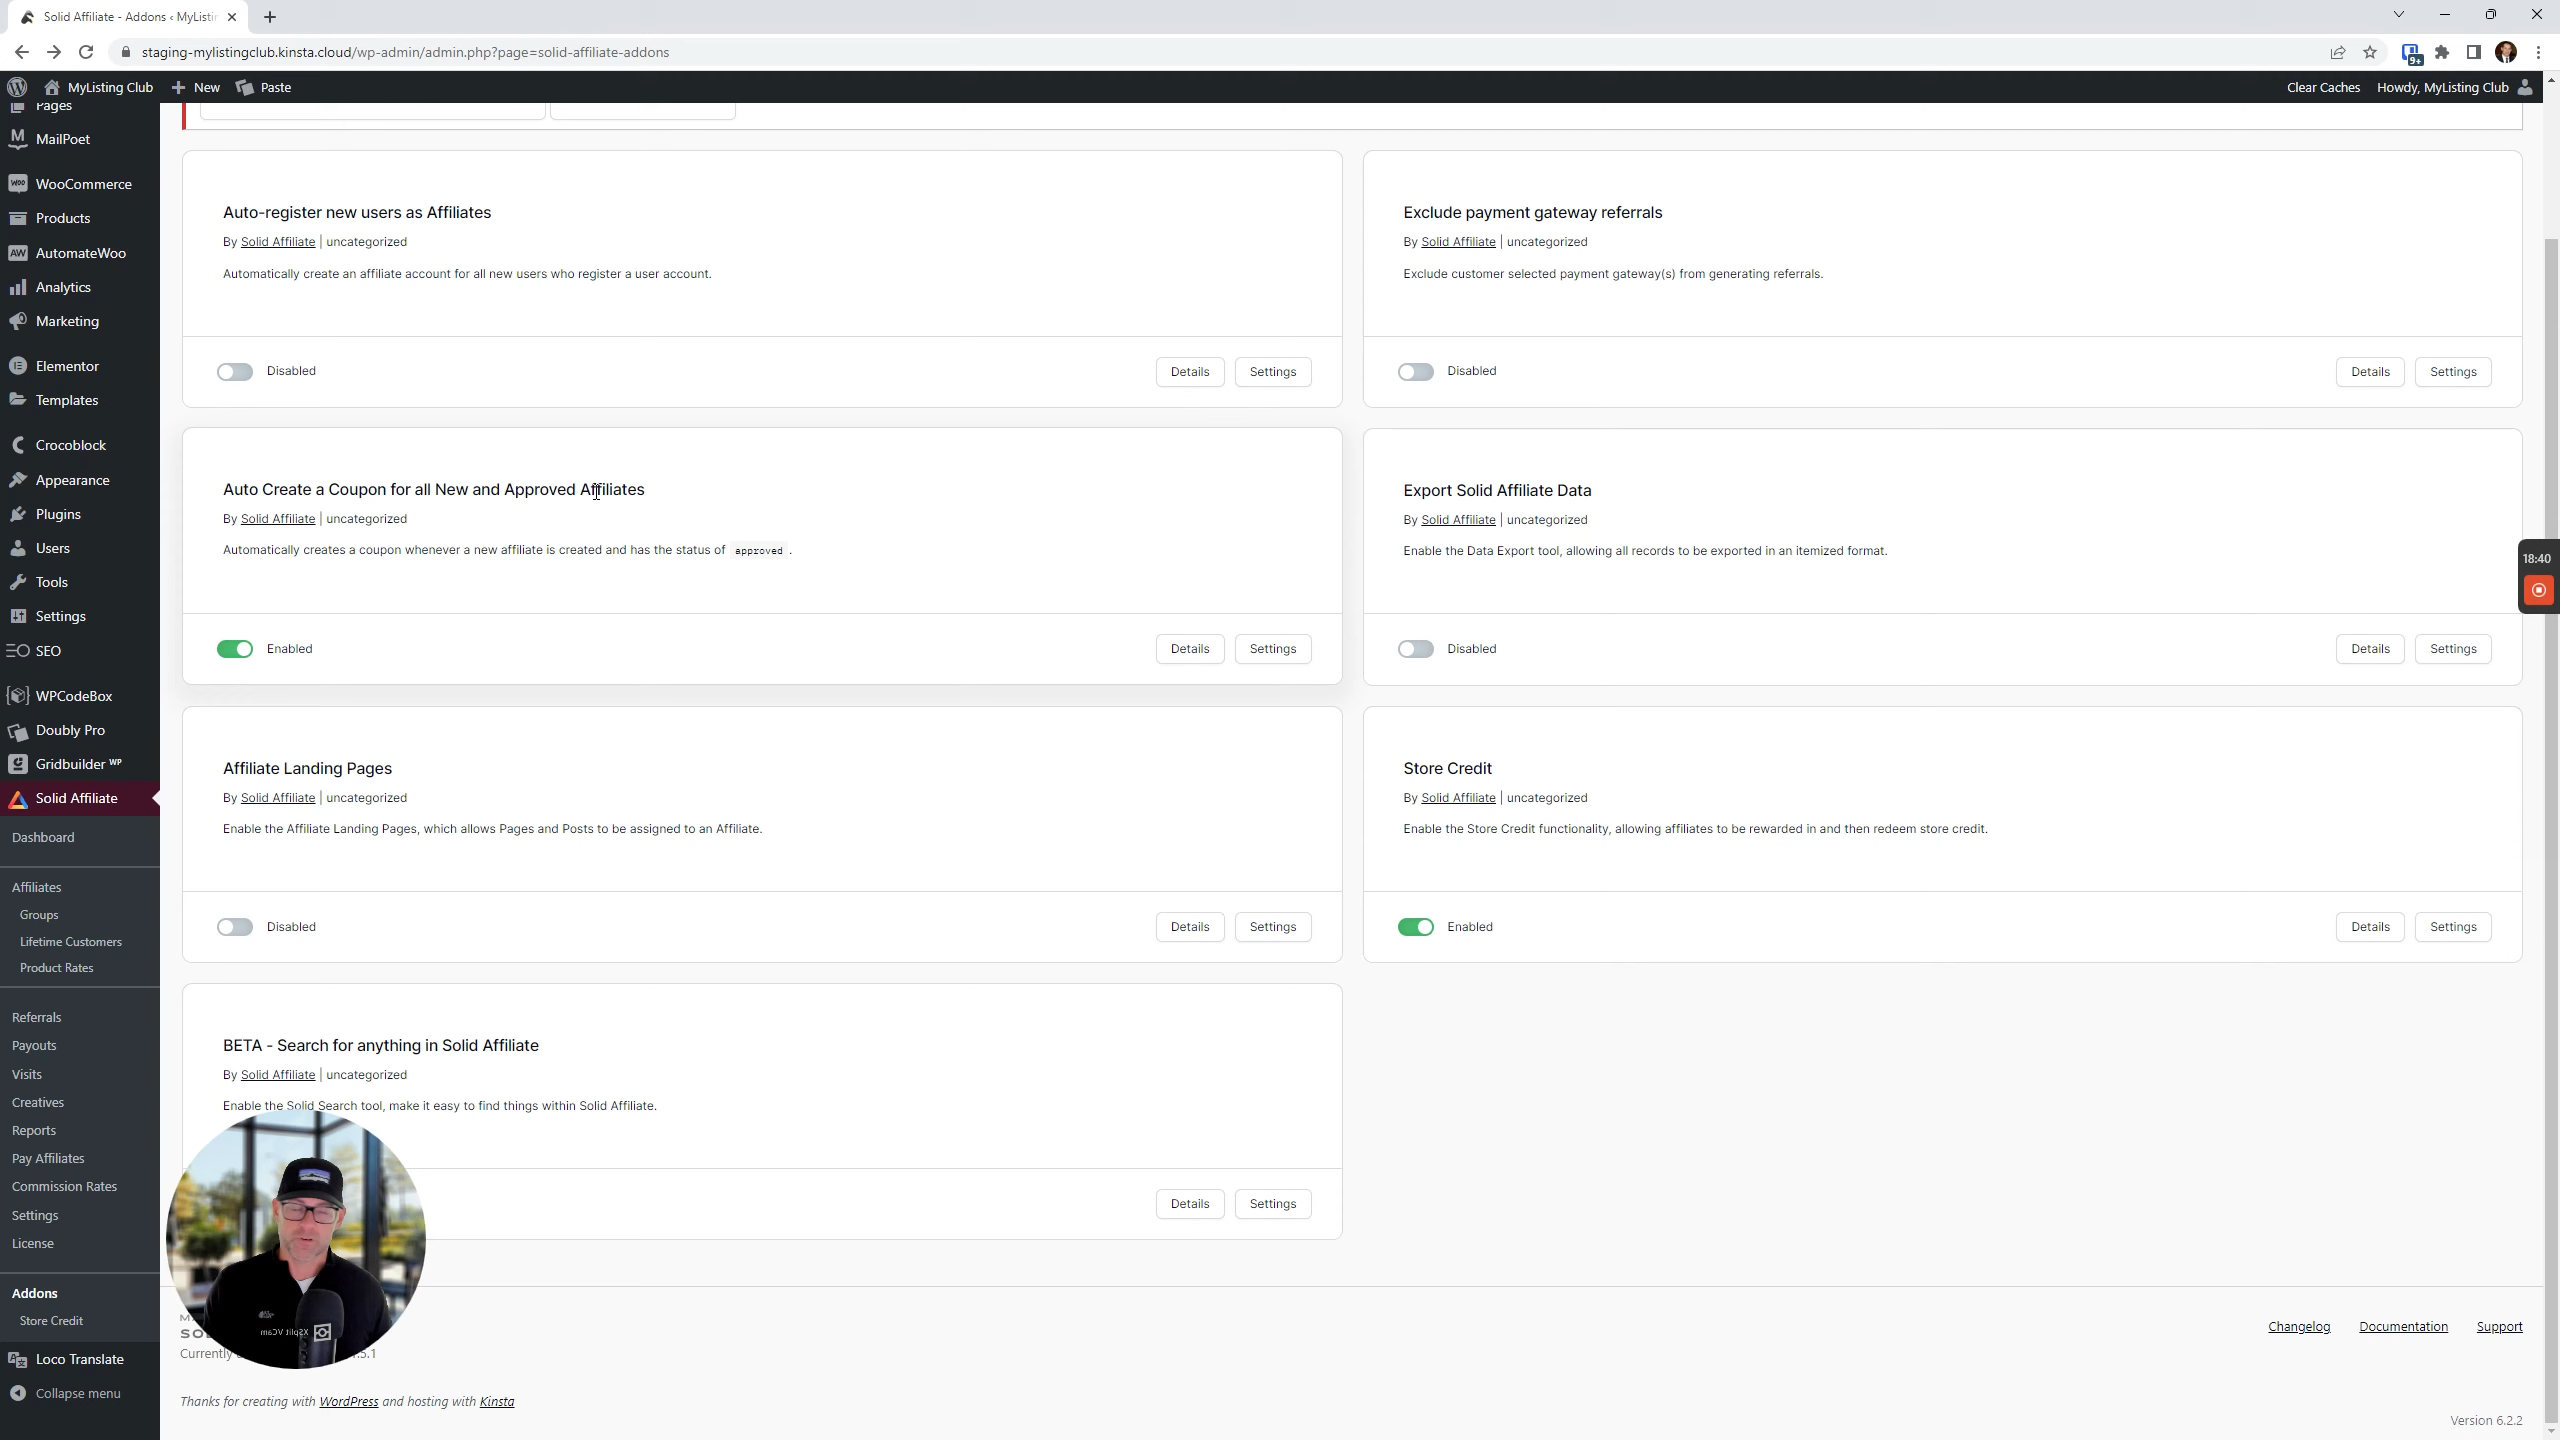 Solid Affiliate - Addons ‹ MyListin
staging-mylistingclub.kinsta.cloud/wp-admin/admin.php?page=solid-affiliate-addons
9+
MyListing Club
New
Paste
Clear Caches
Howdy, MyListing Club
Pages
MailPoet
WooCommerce
Products
AutomateWoo
Analytics
Marketing
Elementor
Templates
Crocoblock
Appearance
Plugins
Users
Tools
Settings
SEO
WPCodeBox
Doubly Pro
Gridbuilder WP
Solid Affiliate
Dashboard
Affiliates
Groups
Lifetime Customers
Product Rates
Referrals
Payouts
Visits
Creatives
Reports
Pay Affiliates
Commission Rates
Settings
License
Addons
Store Credit
Loco Translate
Collapse menu
Auto-register new users as Affiliates
By Solid Affiliate | uncategorized
Automatically create an affiliate account for all new users who register a user account.
Disabled
Details
Settings
Exclude payment gateway referrals
By Solid Affiliate | uncategorized
Exclude customer selected payment gateway(s) from generating referrals.
Disabled
Details
Settings
Auto Create a Coupon for all New and Approved Affiliates
By Solid Affiliate | uncategorized
Automatically creates a coupon whenever a new affiliate is created and has the status of approved .
Enabled
Details
Settings
Export Solid Affiliate Data
By Solid Affiliate | uncategorized
Enable the Data Export tool, allowing all records to be exported in an itemized format.
Disabled
Details
Settings
Affiliate Landing Pages
By Solid Affiliate | uncategorized
Enable the Affiliate Landing Pages, which allows Pages and Posts to be assigned to an Affiliate.
Disabled
Details
Settings
Store Credit
By Solid Affiliate | uncategorized
Enable the Store Credit functionality, allowing affiliates to be rewarded in and then redeem store credit.
Enabled
Details
Settings
BETA - Search for anything in Solid Affiliate
By Solid Affiliate | uncategorized
Enable the Solid Search tool, make it easy to find things within Solid Affiliate.
Details
Settings
18:40
XSplit VCam
Currently
Changelog
Documentation
Support
Thanks for creating with WordPress and hosting with Kinsta
Version 6.2.2